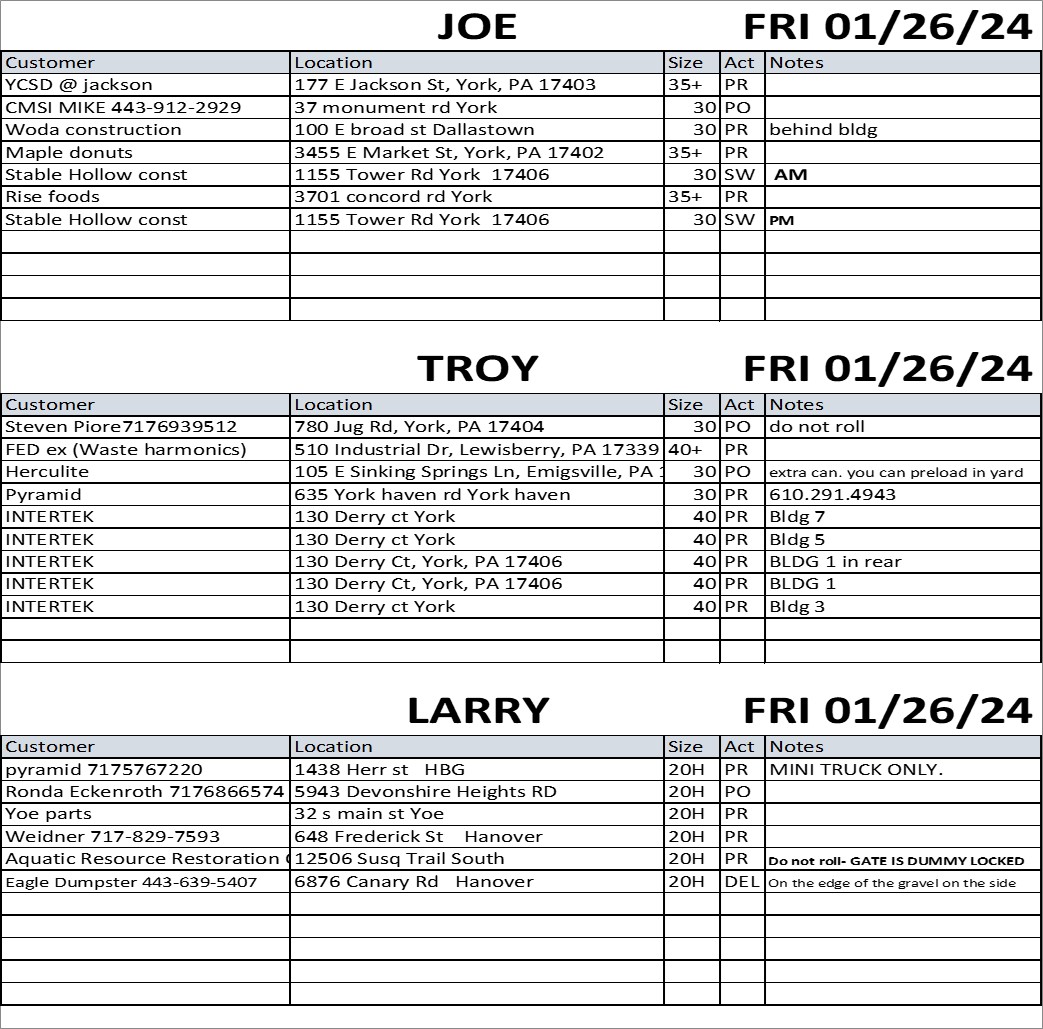 JOE FRI 01/26/24
Customer Location Size Act Notes
YCSD @ jackson 177 E Jackson St, York, PA 17403 35+ PR
CMSI MIKE 443-912-2929 37 monument rd York 30 PO
Woda construction 100 E broad st Dallastown 30 PR behind bldg
Maple donuts 3455 E Market St, York, PA 17402 35+ PR
Stable Hollow const 1155 Tower Rd York 17406 30 SW AM
Rise foods 3701 concord rd York 35+ PR
Stable Hollow const 1155 Tower Rd York 17406 30 SW PM
TROY FRI 01/26/24
Customer Location Size Act Notes
Steven Piore7176939512 780 Jug Rd, York, PA 17404 30 PO do not roll
FED ex (Waste harmonics) 510 Industrial Dr, Lewisberry, PA 17339 40+ PR
Herculite 105 E Sinking Springs Ln, Emigsville, PA 30 PO extra can. you can preload in yard
Pyramid 635 York haven rd York haven 30 PR 610.291.4943
INTERTEK 130 Derry ct York 40 PR Bldg 7
INTERTEK 130 Derry ct York 40 PR Bldg 5
INTERTEK 130 Derry Ct, York, PA 17406 40 PR BLDG 1 in rear
INTERTEK 130 Derry Ct, York, PA 17406 40 PR BLDG 1
INTERTEK 130 Derry ct York 40 PR Bldg 3
LARRY FRI 01/26/24
Customer Location Size Act Notes
pyramid 7175767220 1438 Herr st HBG 20H PR MINI TRUCK ONLY.
Ronda Eckenroth 7176866574 5943 Devonshire Heights RD 20H PO
Yoe parts 32 s main st Yoe 20H PR
Weidner 717-829-7593 648 Frederick St Hanover 20H PR
Aquatic Resource Restoration 12506 Susq Trail South 20H PR Do not roll- GATE IS DUMMY LOCKED
Eagle Dumpster 443-639-5407 6876 Canary Rd Hanover 20H DEL On the edge of the gravel on the side